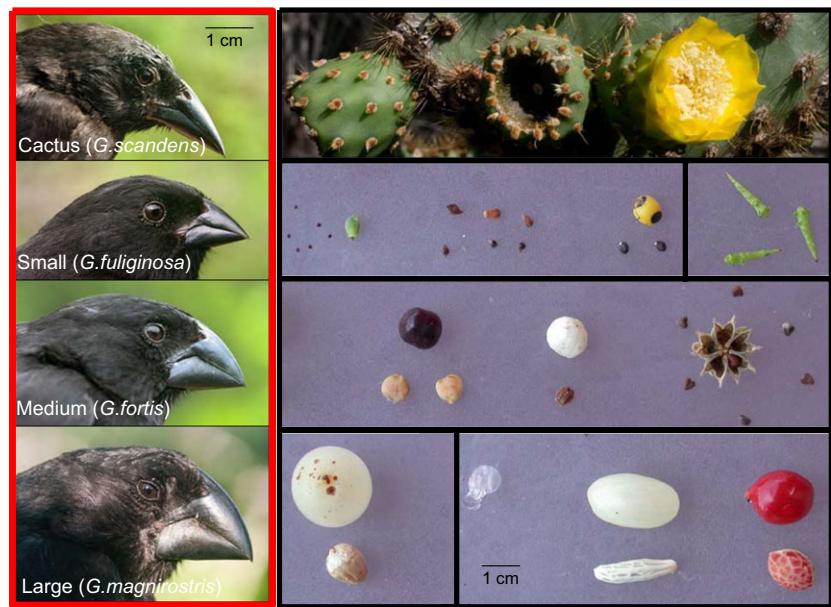 1 cm
Cactus (G.scandens)
Small (G.fuliginosa)
Medium (G.fortis)
Large (G.magnirostris)
1 cm